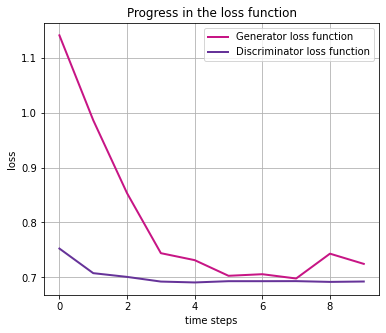 Progress in the loss function
Generator loss function
Discriminator loss function
1.1
1.0
0.9
0.8
0.7
loss
0 2 4 6 8
time steps